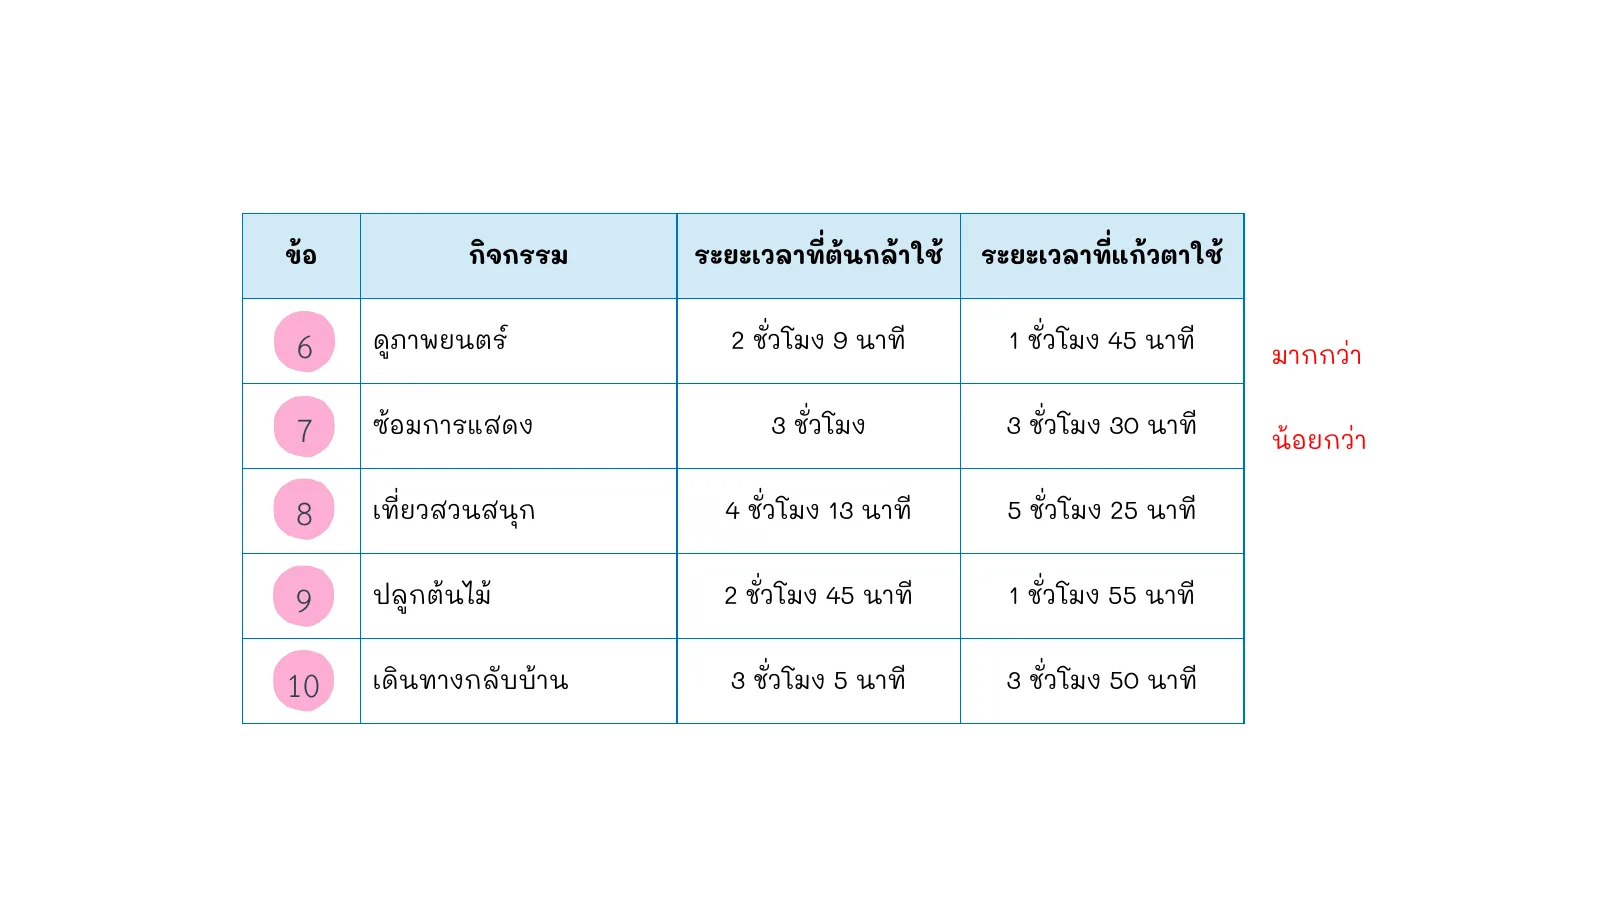 ข้อ กิจกรรม ระยะเวลาที่ต้นกล้าใช้ ระยะเวลาที่แก้วตาใช้
6 ดูภาพยนตร์ 2 ชั่วโมง 9 นาที 1 ชั่วโมง 45 นาที มากกว่า
7 ซ้อมการแสดง 3 ชั่วโมง 3 ชั่วโมง 30 นาที น้อยกว่า
8 เที่ยวสวนสนุก 4 ชั่วโมง 13 นาที 5 ชั่วโมง 25 นาที
9 ปลูกต้นไม้ 2 ชั่วโมง 45 นาที 1 ชั่วโมง 55 นาที
10 เดินทางกลับบ้าน 3 ชั่วโมง 5 นาที 3 ชั่วโมง 50 นาที